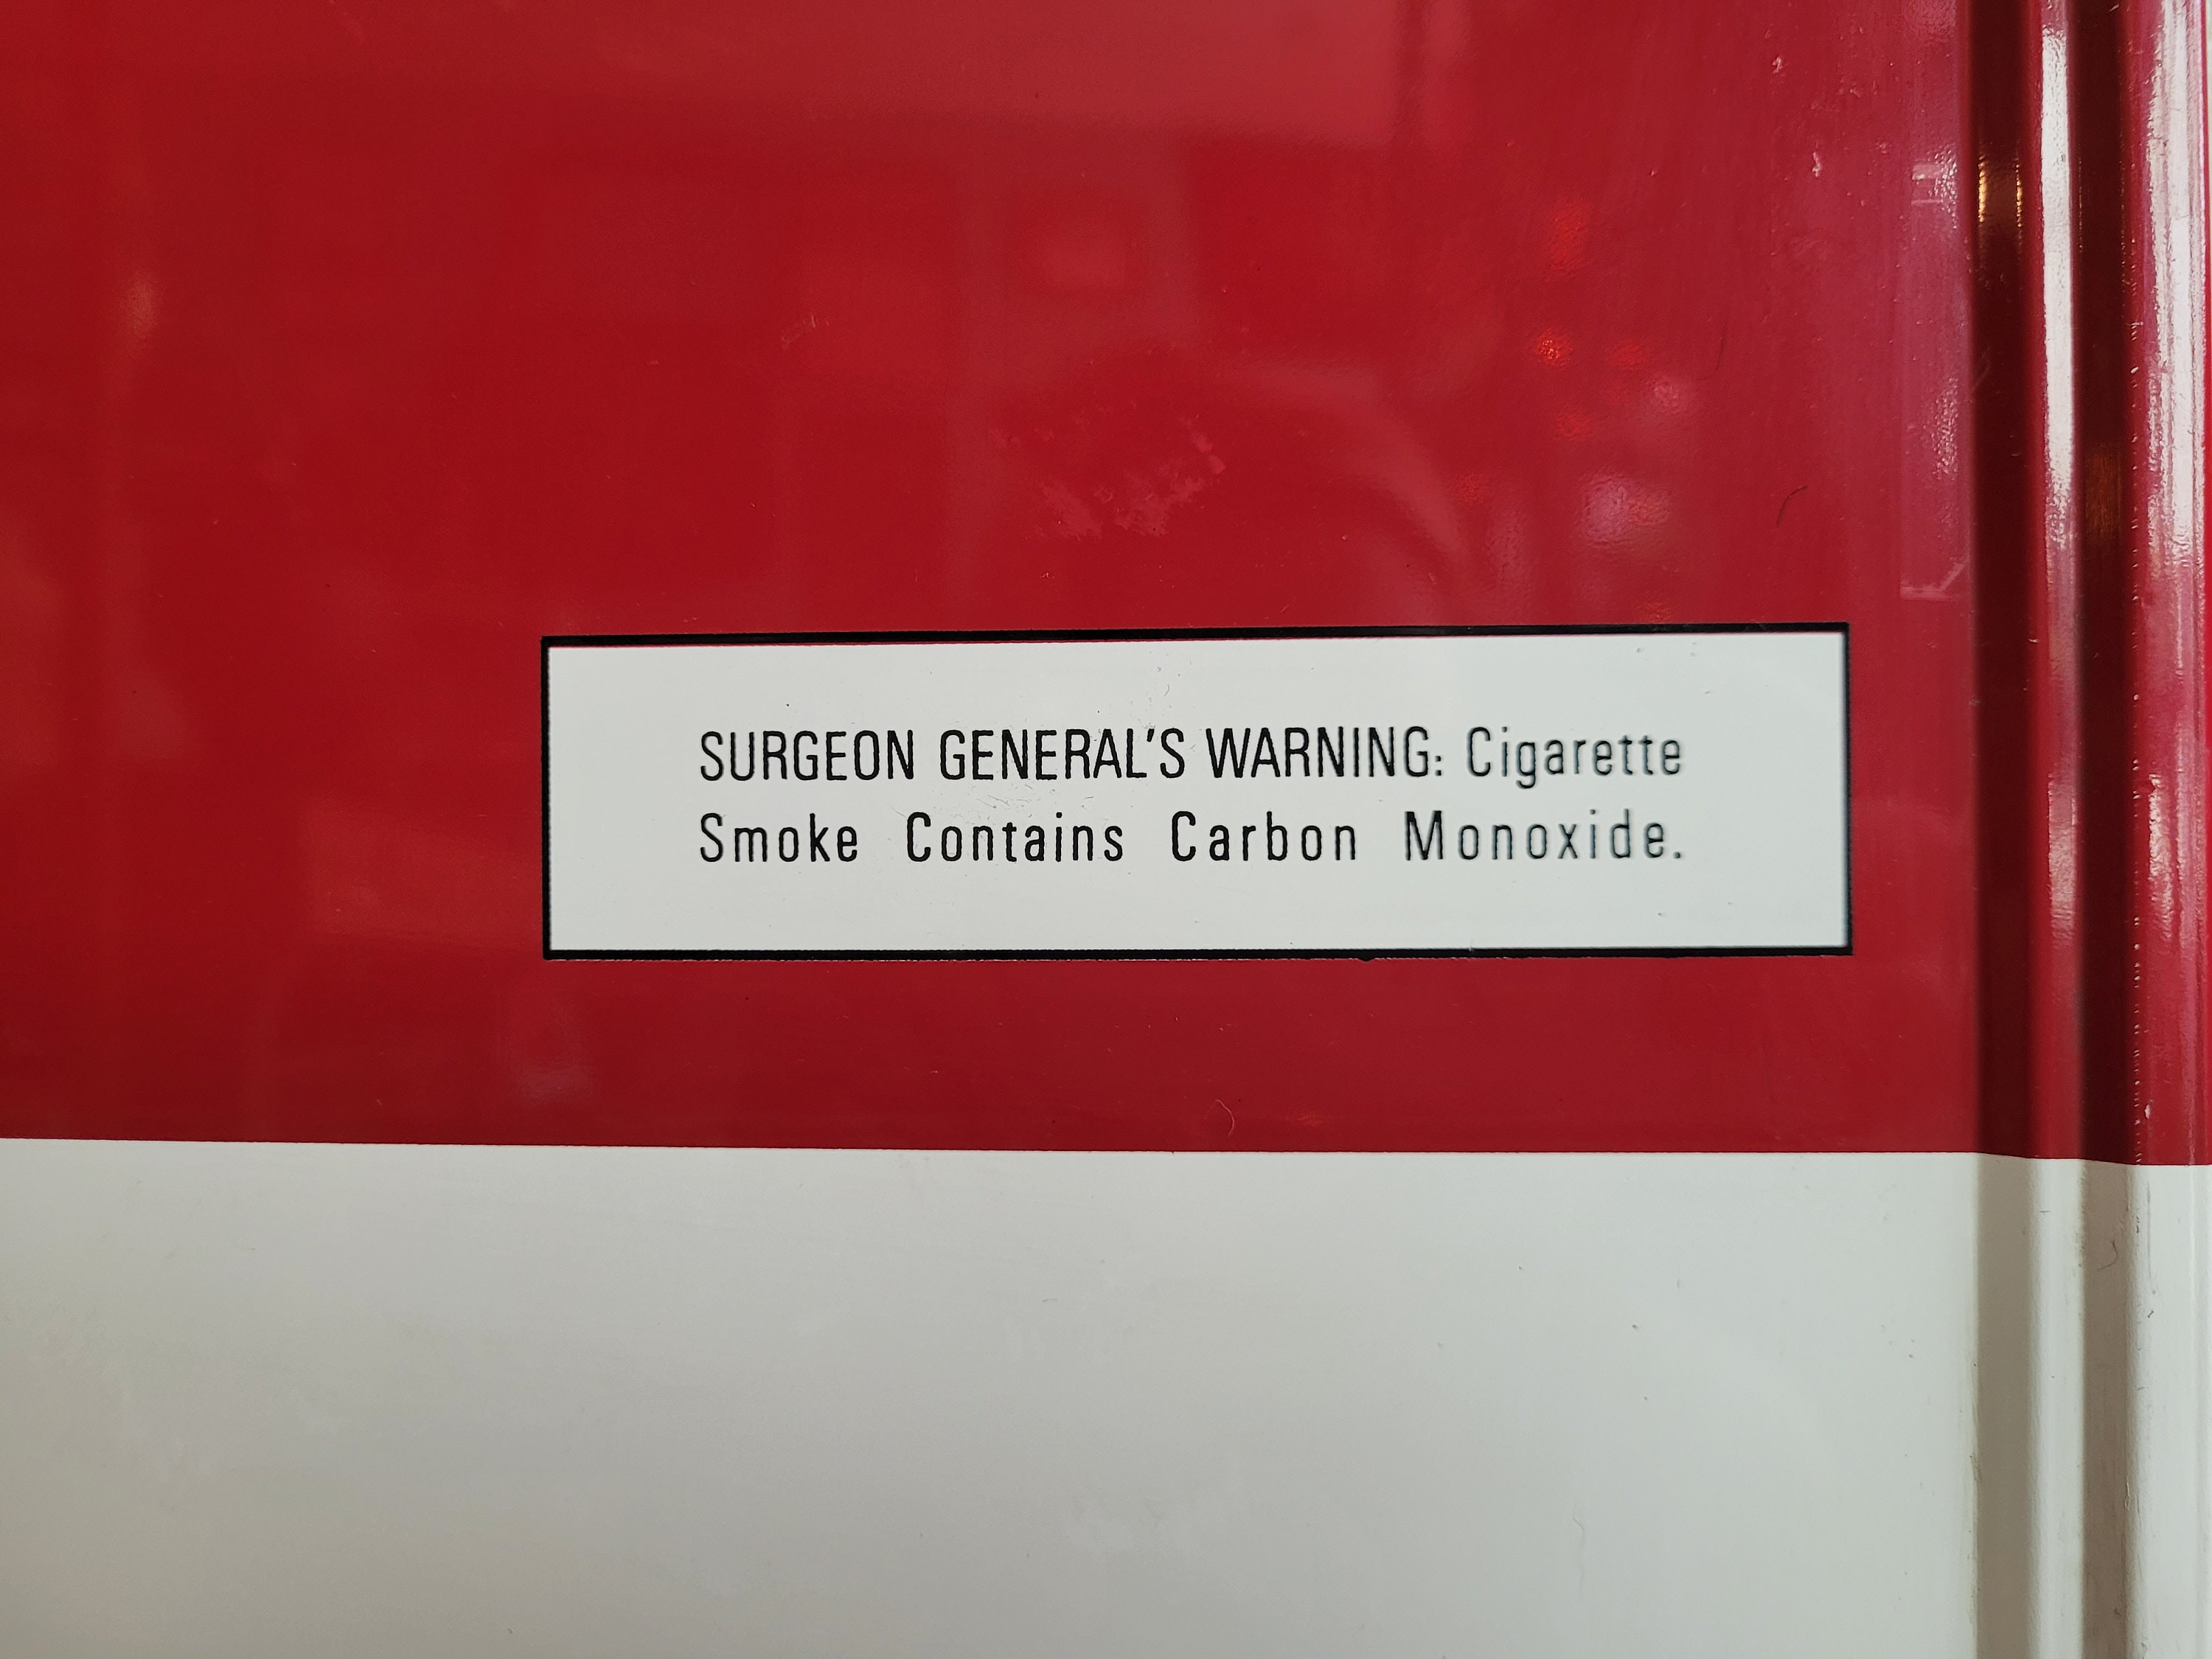 SURGEON GENERAL'S WARNING: Cigarette
Smoke Contains Carbon Monoxide.